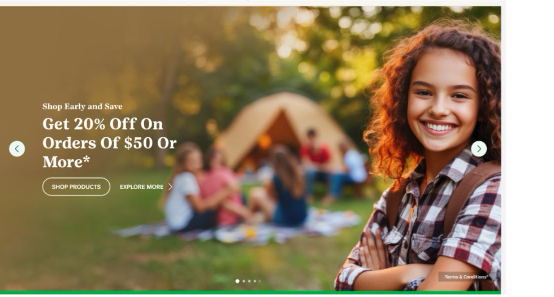 Shop Early and Save
Get 20% Off On
Orders Of $50 Or
More*
SHOP PRODUCTS
EXPLORE MORE
Terms & Conditions*